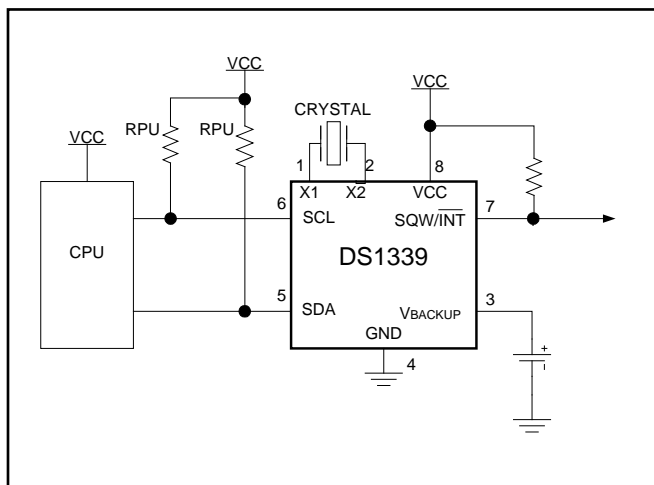 VCC
VCC
CRYSTAL
VCC
RPU
RPU
1
2
8
X1
X2
VCC
6
SCL
SQW/INT
7
CPU
DS1339
5
SDA
VBACKUP
3
GND
4
+
-